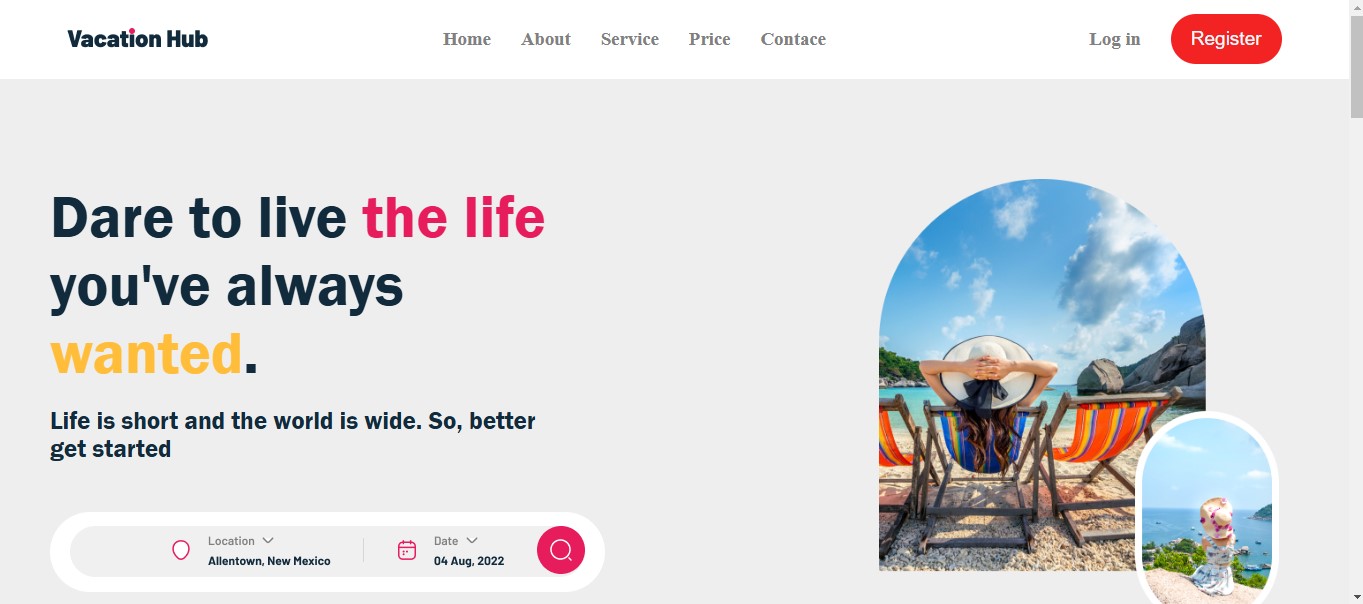 Vacation Hub
Home About Service Price Contace
Log in Register
Dare to live the life
you've always
wanted.
Life is short and the world is wide. So, better
get started
Location Date
Allentown, New Mexico 04 Aug, 2022